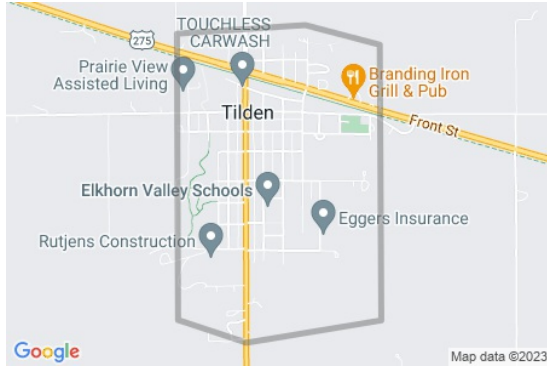 TOUCHLESS
CARWASH
275
Prairie View
Assisted Living
Branding Iron
Grill & Pub
Tilden
Front St
Elkhorn Valley Schools
Eggers Insurance
Rutjens Construction
Google
Map data ©2023